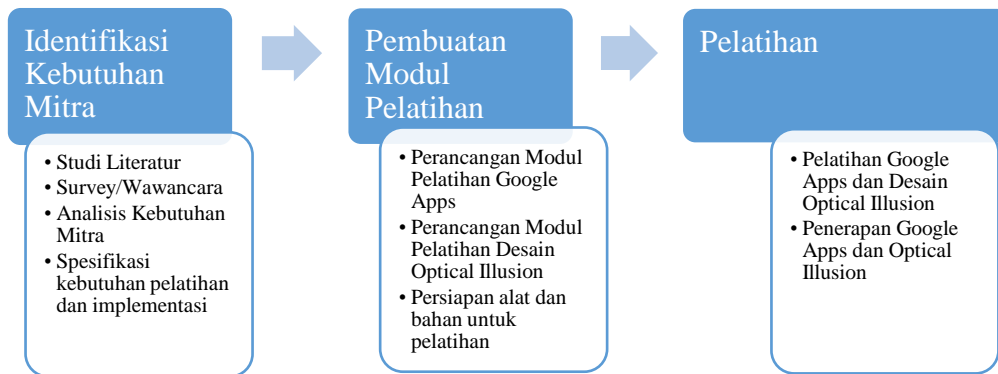 Identifikasi
Kebutuhan
Mitra
• Studi Literatur
• Survey/Wawancara
• Analisis Kebutuhan
Mitra
• Spesifikasi
kebutuhan pelatihan
dan implementasi
Pembuatan
Modul
Pelatihan
• Perancangan Modul
Pelatihan Google
Apps
• Perancangan Modul
Pelatihan Desain
Optical Illusion
• Persiapan alat dan
bahan untuk
pelatihan
Pelatihan
• Pelatihan Google
Apps dan Desain
Optical Illusion
• Penerapan Google
Apps dan Optical
Illusion